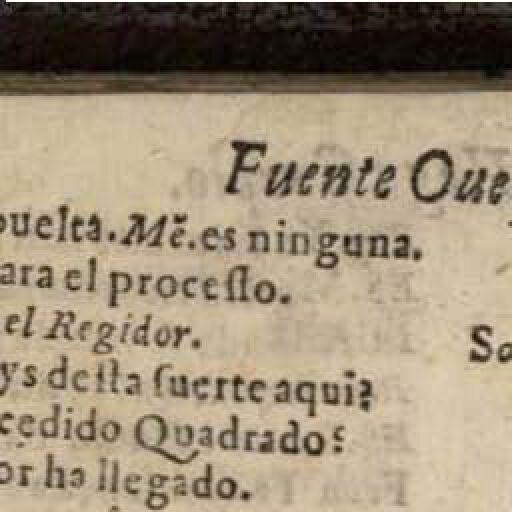 Fuente Oue
puesta. Mẽ. es ninguna.
ara el processo.
el Regidor.
So
ys desta suerte aqui?
cedido Quadrado?
or ha llegado.